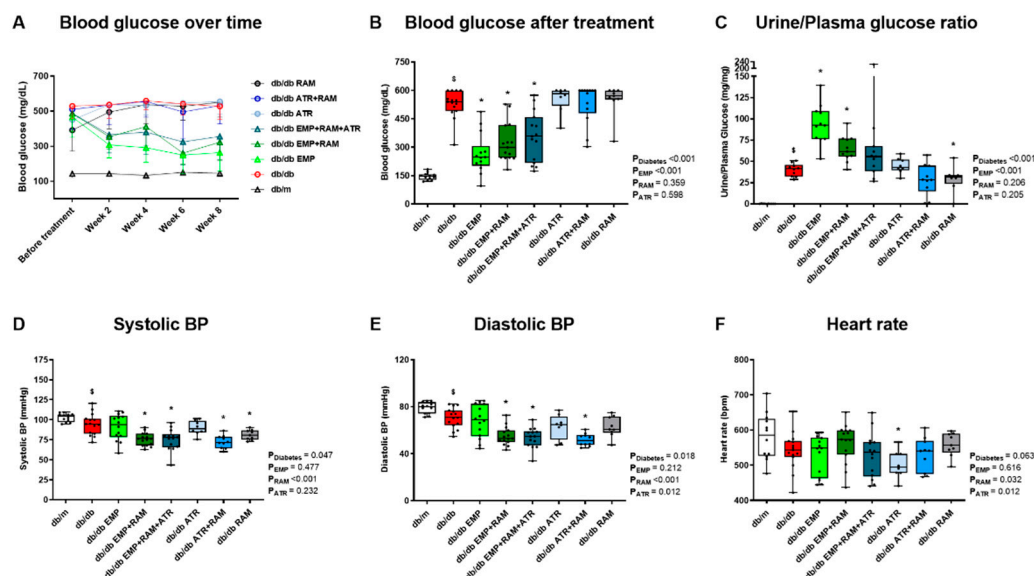 A Blood glucose over time
Blood glucose (mg/dL)
700
500
300
100
Before treatment
Week 2
Week 4
Week 6
Week 8
db/db RAM
db/db ATR+RAM
db/db ATR
db/db EMP+RAM+ATR
db/db EMP+RAM
db/db EMP
db/db
db/m
B Blood glucose after treatment
Blood glucose (mg/dL)
700
600
450
300
150
0
$
*
*
*
db/m
db/db
db/db EMP
db/db EMP+RAM
db/db EMP+RAM+ATR
db/db ATR
db/db ATR+RAM
db/db RAM
PDiabetes <0.001
PEMP <0.001
PRAM = 0.359
PATR = 0.598
C Urine/Plasma glucose ratio
Urine/Plasma Glucose (mg/mg)
240
200
150
125
100
75
50
25
0
$
*
*
*
db/m
db/db
db/db EMP
db/db EMP+RAM
db/db EMP+RAM+ATR
db/db ATR
db/db ATR+RAM
db/db RAM
PDiabetes <0.001
PEMP <0.001
PRAM = 0.206
PATR = 0.205
D Systolic BP
Systolic BP (mmHg)
175
150
125
100
75
50
25
0
$
*
*
*
*
db/m
db/db
db/db EMP
db/db EMP+RAM
db/db EMP+RAM+ATR
db/db ATR
db/db ATR+RAM
db/db RAM
PDiabetes = 0.047
PEMP = 0.477
PRAM <0.001
PATR = 0.232
E Diastolic BP
Diastolic BP (mmHg)
120
80
40
0
$
*
*
*
db/m
db/db
db/db EMP
db/db EMP+RAM
db/db EMP+RAM+ATR
db/db ATR
db/db ATR+RAM
db/db RAM
PDiabetes = 0.018
PEMP = 0.212
PRAM <0.001
PATR = 0.012
F Heart rate
Heart rate (bpm)
800
700
600
500
400
*
db/m
db/db
db/db EMP
db/db EMP+RAM
db/db EMP+RAM+ATR
db/db ATR
db/db ATR+RAM
db/db RAM
PDiabetes = 0.063
PEMP = 0.616
PRAM = 0.032
PATR = 0.012